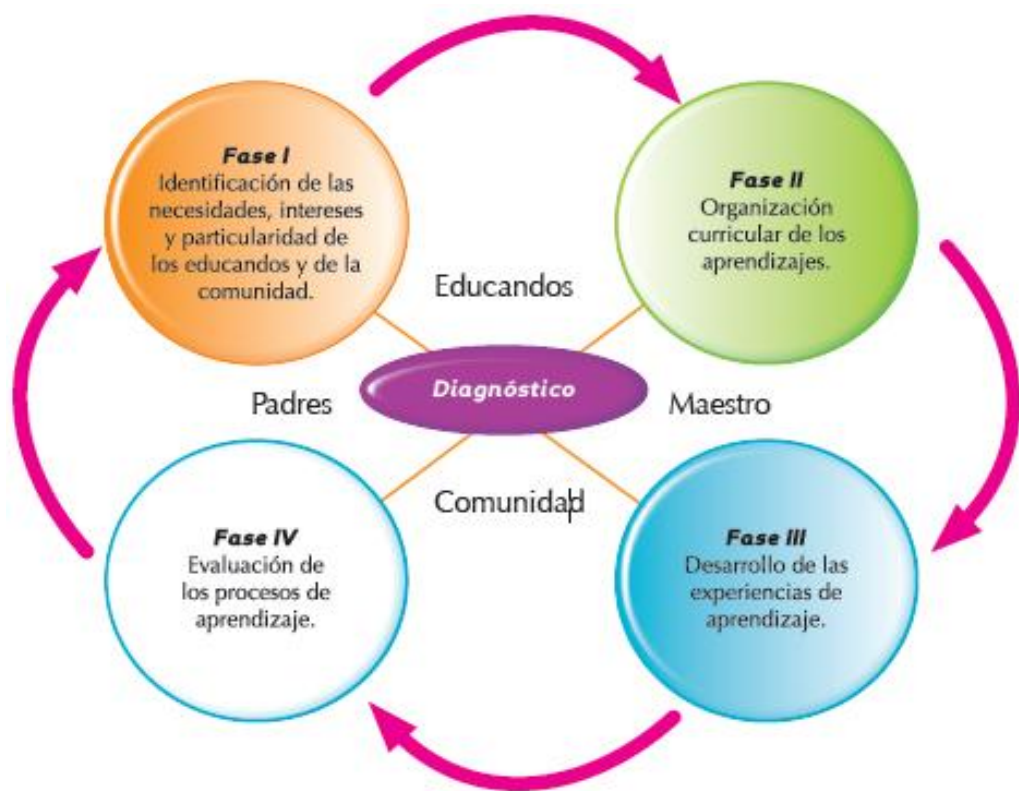 Fase I
Identificación de las
necesidades, intereses
y particularidad de
los educandos y de la
comunidad.
Fase II
Organización
curricular de los
aprendizajes.
Educandos
Padres
Diagnóstico
Maestro
Comunidad
Fase IV
Evaluación de
los procesos de
aprendizaje.
Fase III
Desarrollo de las
experiencias de
aprendizaje.